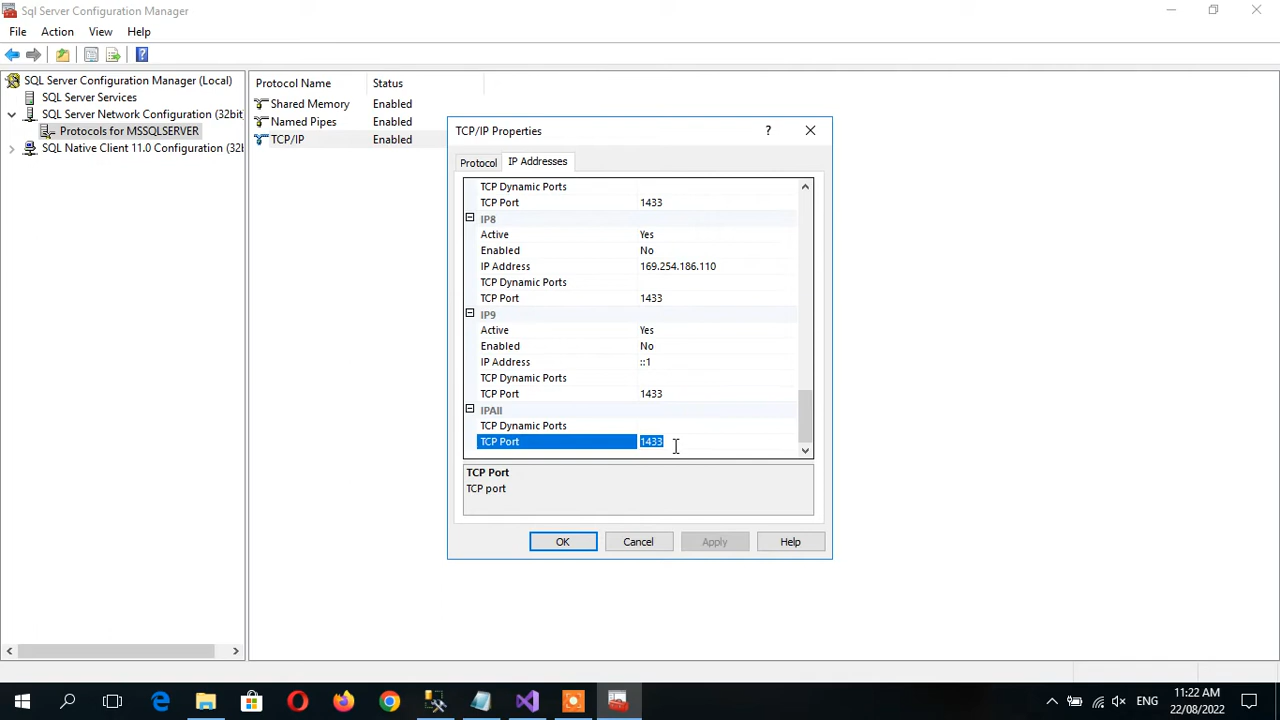 Sql Server Configuration Manager
File Action View Help
SQL Server Configuration Manager (Local)
SQL Server Services
SQL Server Network Configuration (32bit
Protocols for MSSQLSERVER
SQL Native Client 11.0 Configuration (32
Protocol Name Status
Shared Memory Enabled
Named Pipes Enabled
TCP/IP Enabled
TCP/IP Properties ?
Protocol IP Addresses
TCP Dynamic Ports
TCP Port 1433
IP8
Active Yes
Enabled No
IP Address 169.254.186.110
TCP Dynamic Ports
TCP Port 1433
IP9
Active Yes
Enabled No
IP Address ::1
TCP Dynamic Ports
TCP Port 1433
IPAll
TCP Dynamic Ports
TCP Port 1433
TCP Port
TCP port
OK Cancel Apply Help
ENG
11:22 AM
22/08/2022